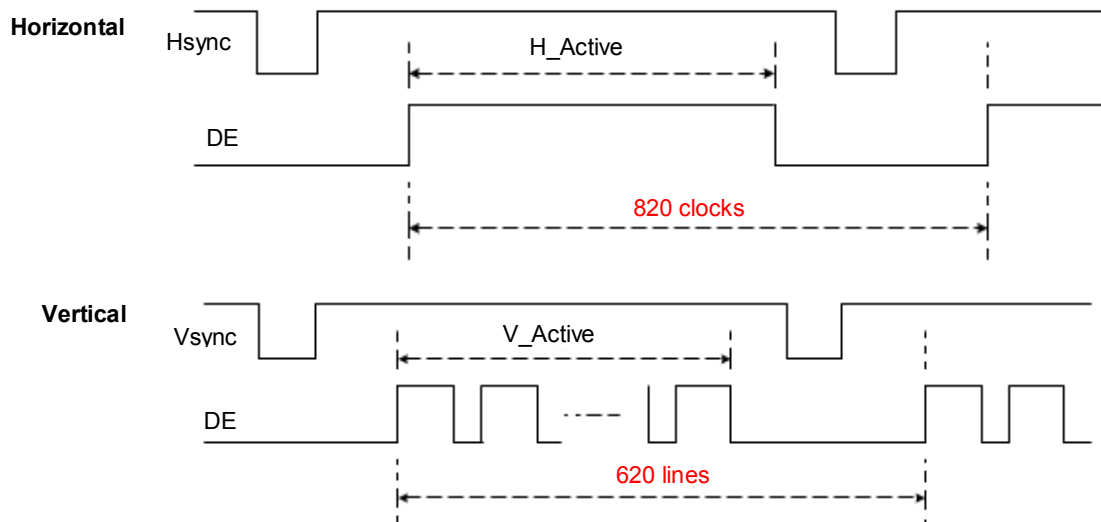 Horizontal
Hsync
H_Active
DE
820 clocks
Vertical
Vsync
V_Active
DE
620 lines